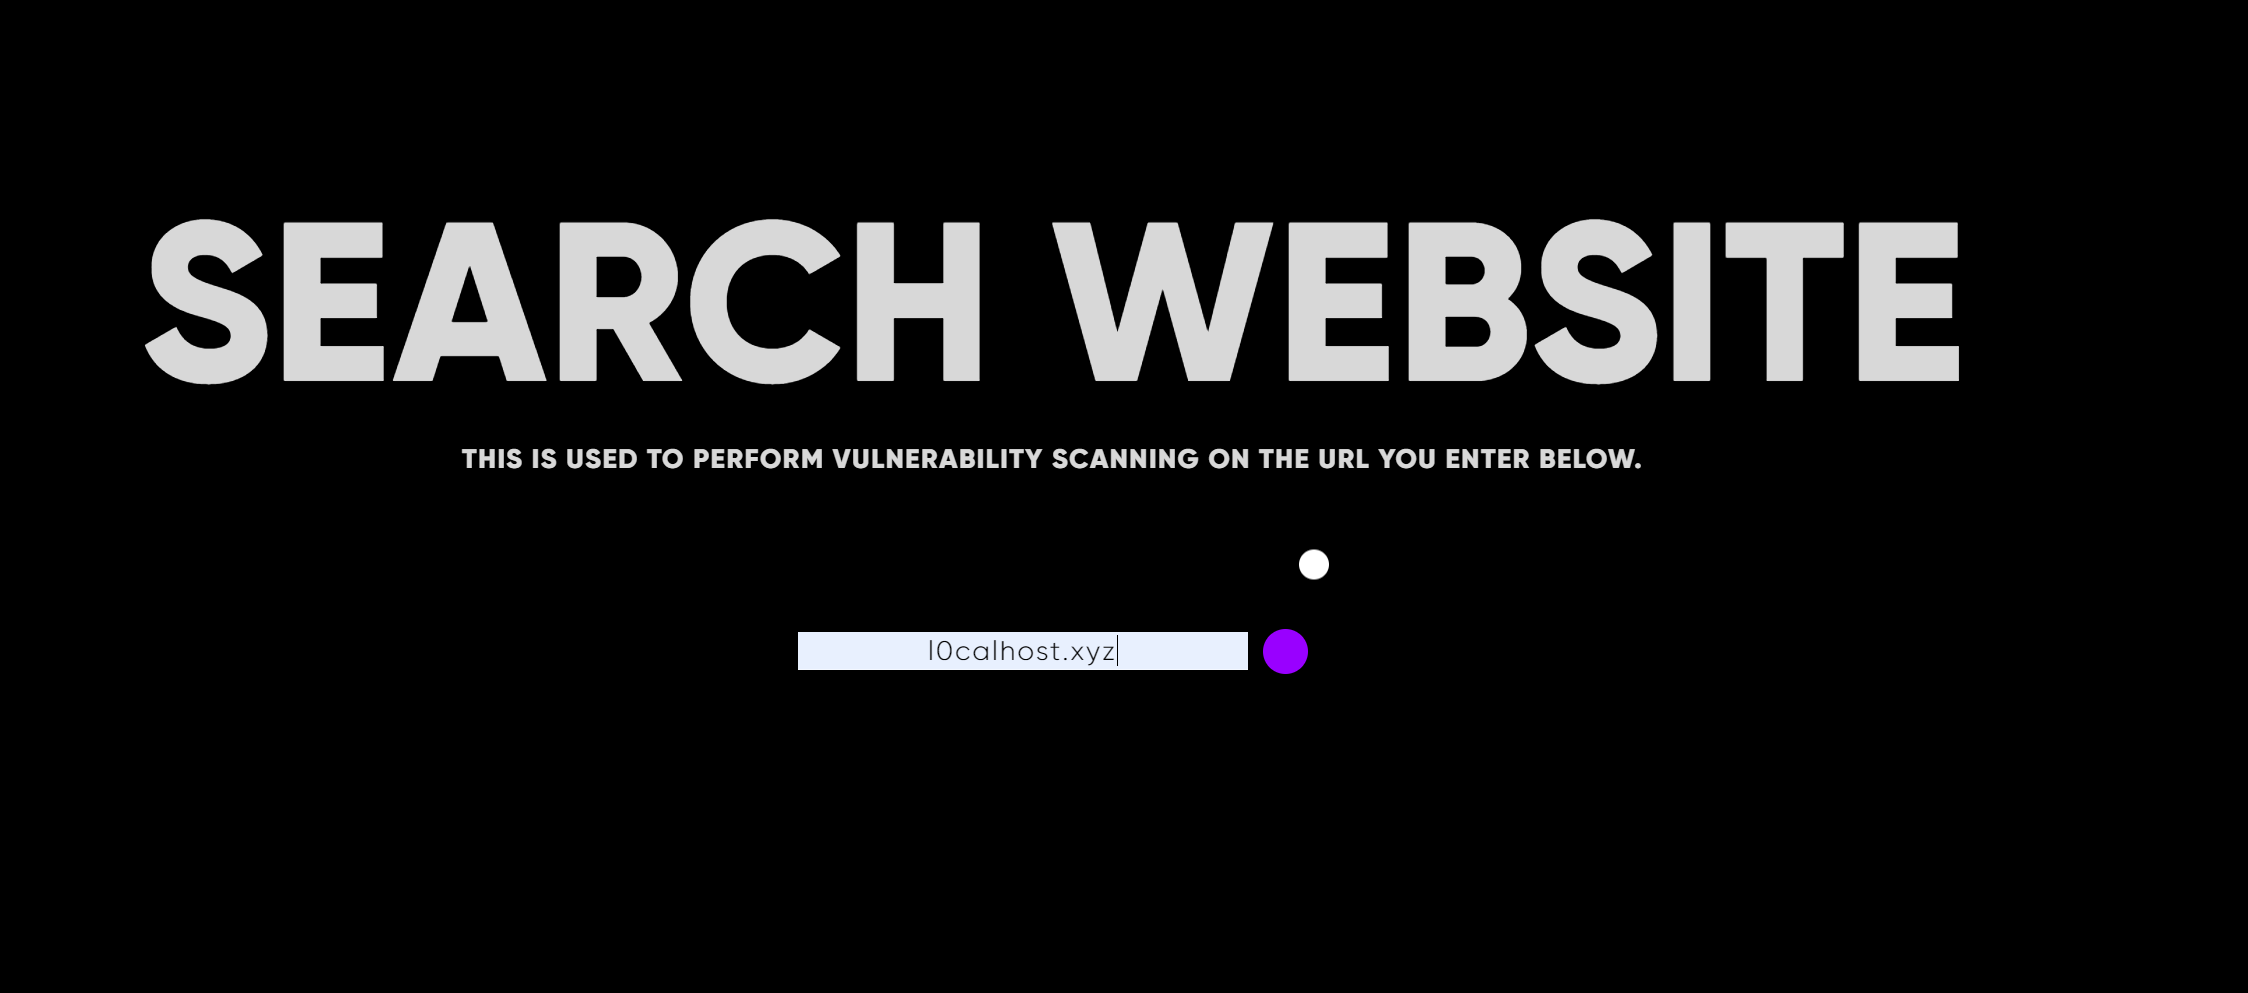 SEARCH WEBSITE
THIS IS USED TO PERFORM VULNERABILITY SCANNING ON THE URL YOU ENTER BELOW.
l0calhost.xyz